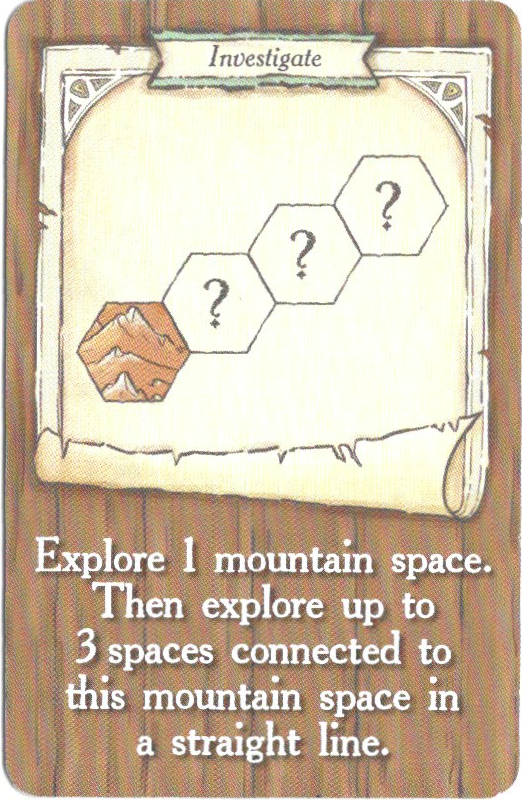 Investigate
?
?
?
Explore 1 mountain space.
Then explore up to
3 spaces connected to
this mountain space in
a straight line.